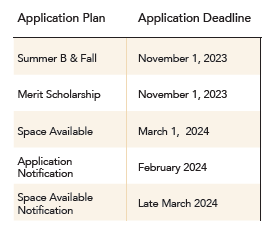 Application Plan Application Deadline
Summer B & Fall November 1, 2023
Merit Scholarship November 1, 2023
Space Available March 1, 2024
Application
Notification February 2024
Space Available
Notification Late March 2024